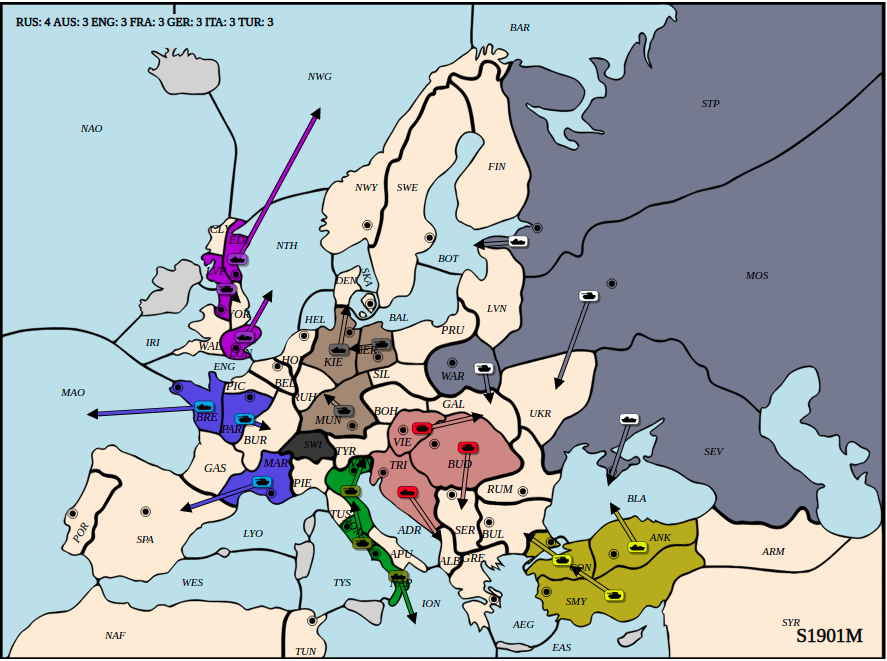 RUS: 4 AUS: 3 ENG: 3 FRA: 3 GER: 3 ITA: 3 TUR: 3
BAR
NWG
STP
NAO
FIN
NWY
SWE
CLY
EDI
NTH
BOT
SKA
DEN
MOS
LVP
YOR
HEL
BAL
LVN
IRI
WAL
LON
PRU
ENG
HOL
KIE
BER
SIL
WAR
MAO
PIC
BEL
RUH
BRE
PAR
MUN
BOH
GAL
UKR
BUR
SWI
VIE
TYR
SEV
GAS
MAR
PIE
TRI
BUD
RUM
BLA
POR
SPA
LYO
TUS
ADR
SER
BUL
ANK
APU
ALB
GRE
CON
ARM
WES
TYS
NAP
ION
SMY
NAF
AEG
SYR
S1901M
TUN
EAS